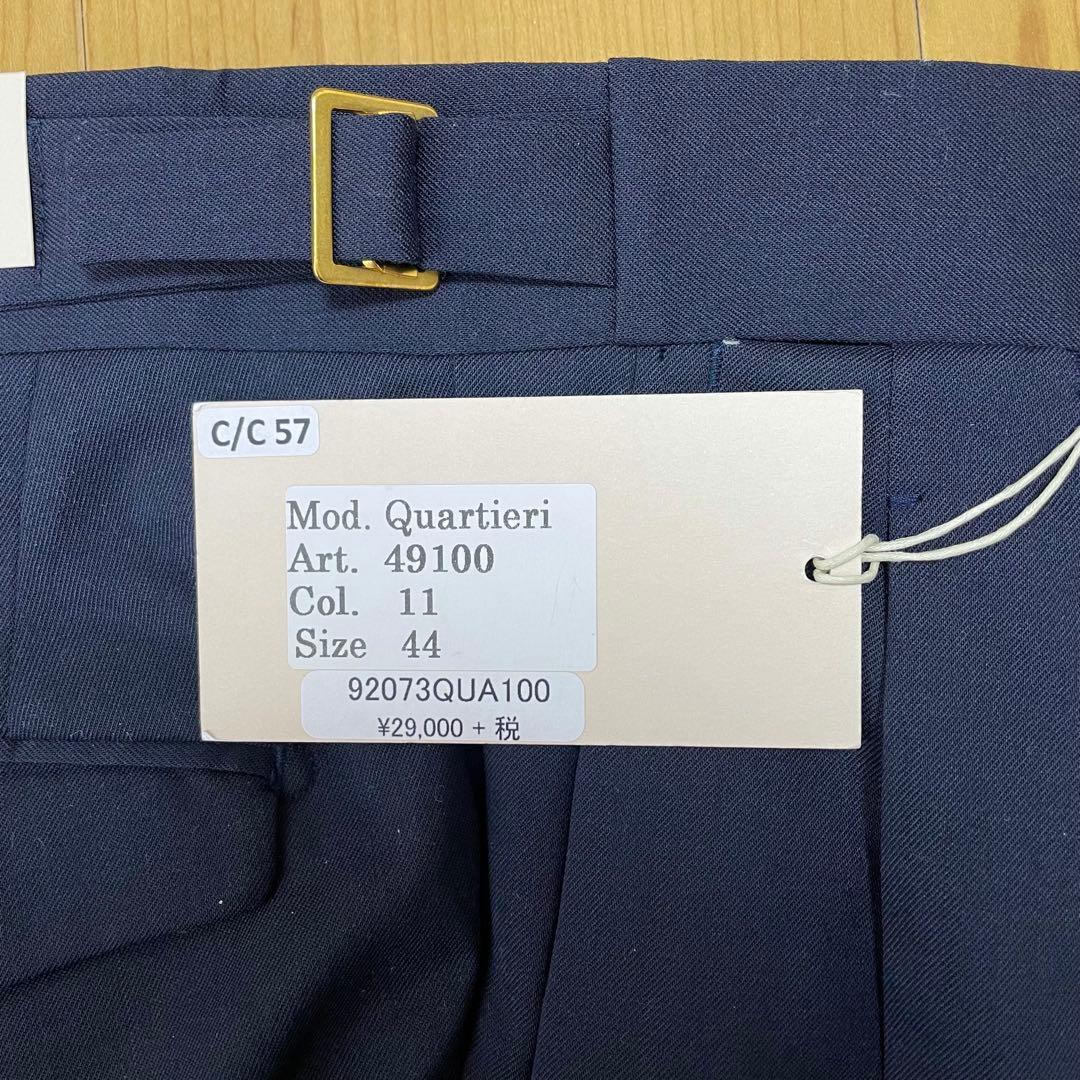 C/C 57
Mod. Quartieri
Art. 49100
Col. 11
Size 44
92073QUA100
¥29,000 + 税